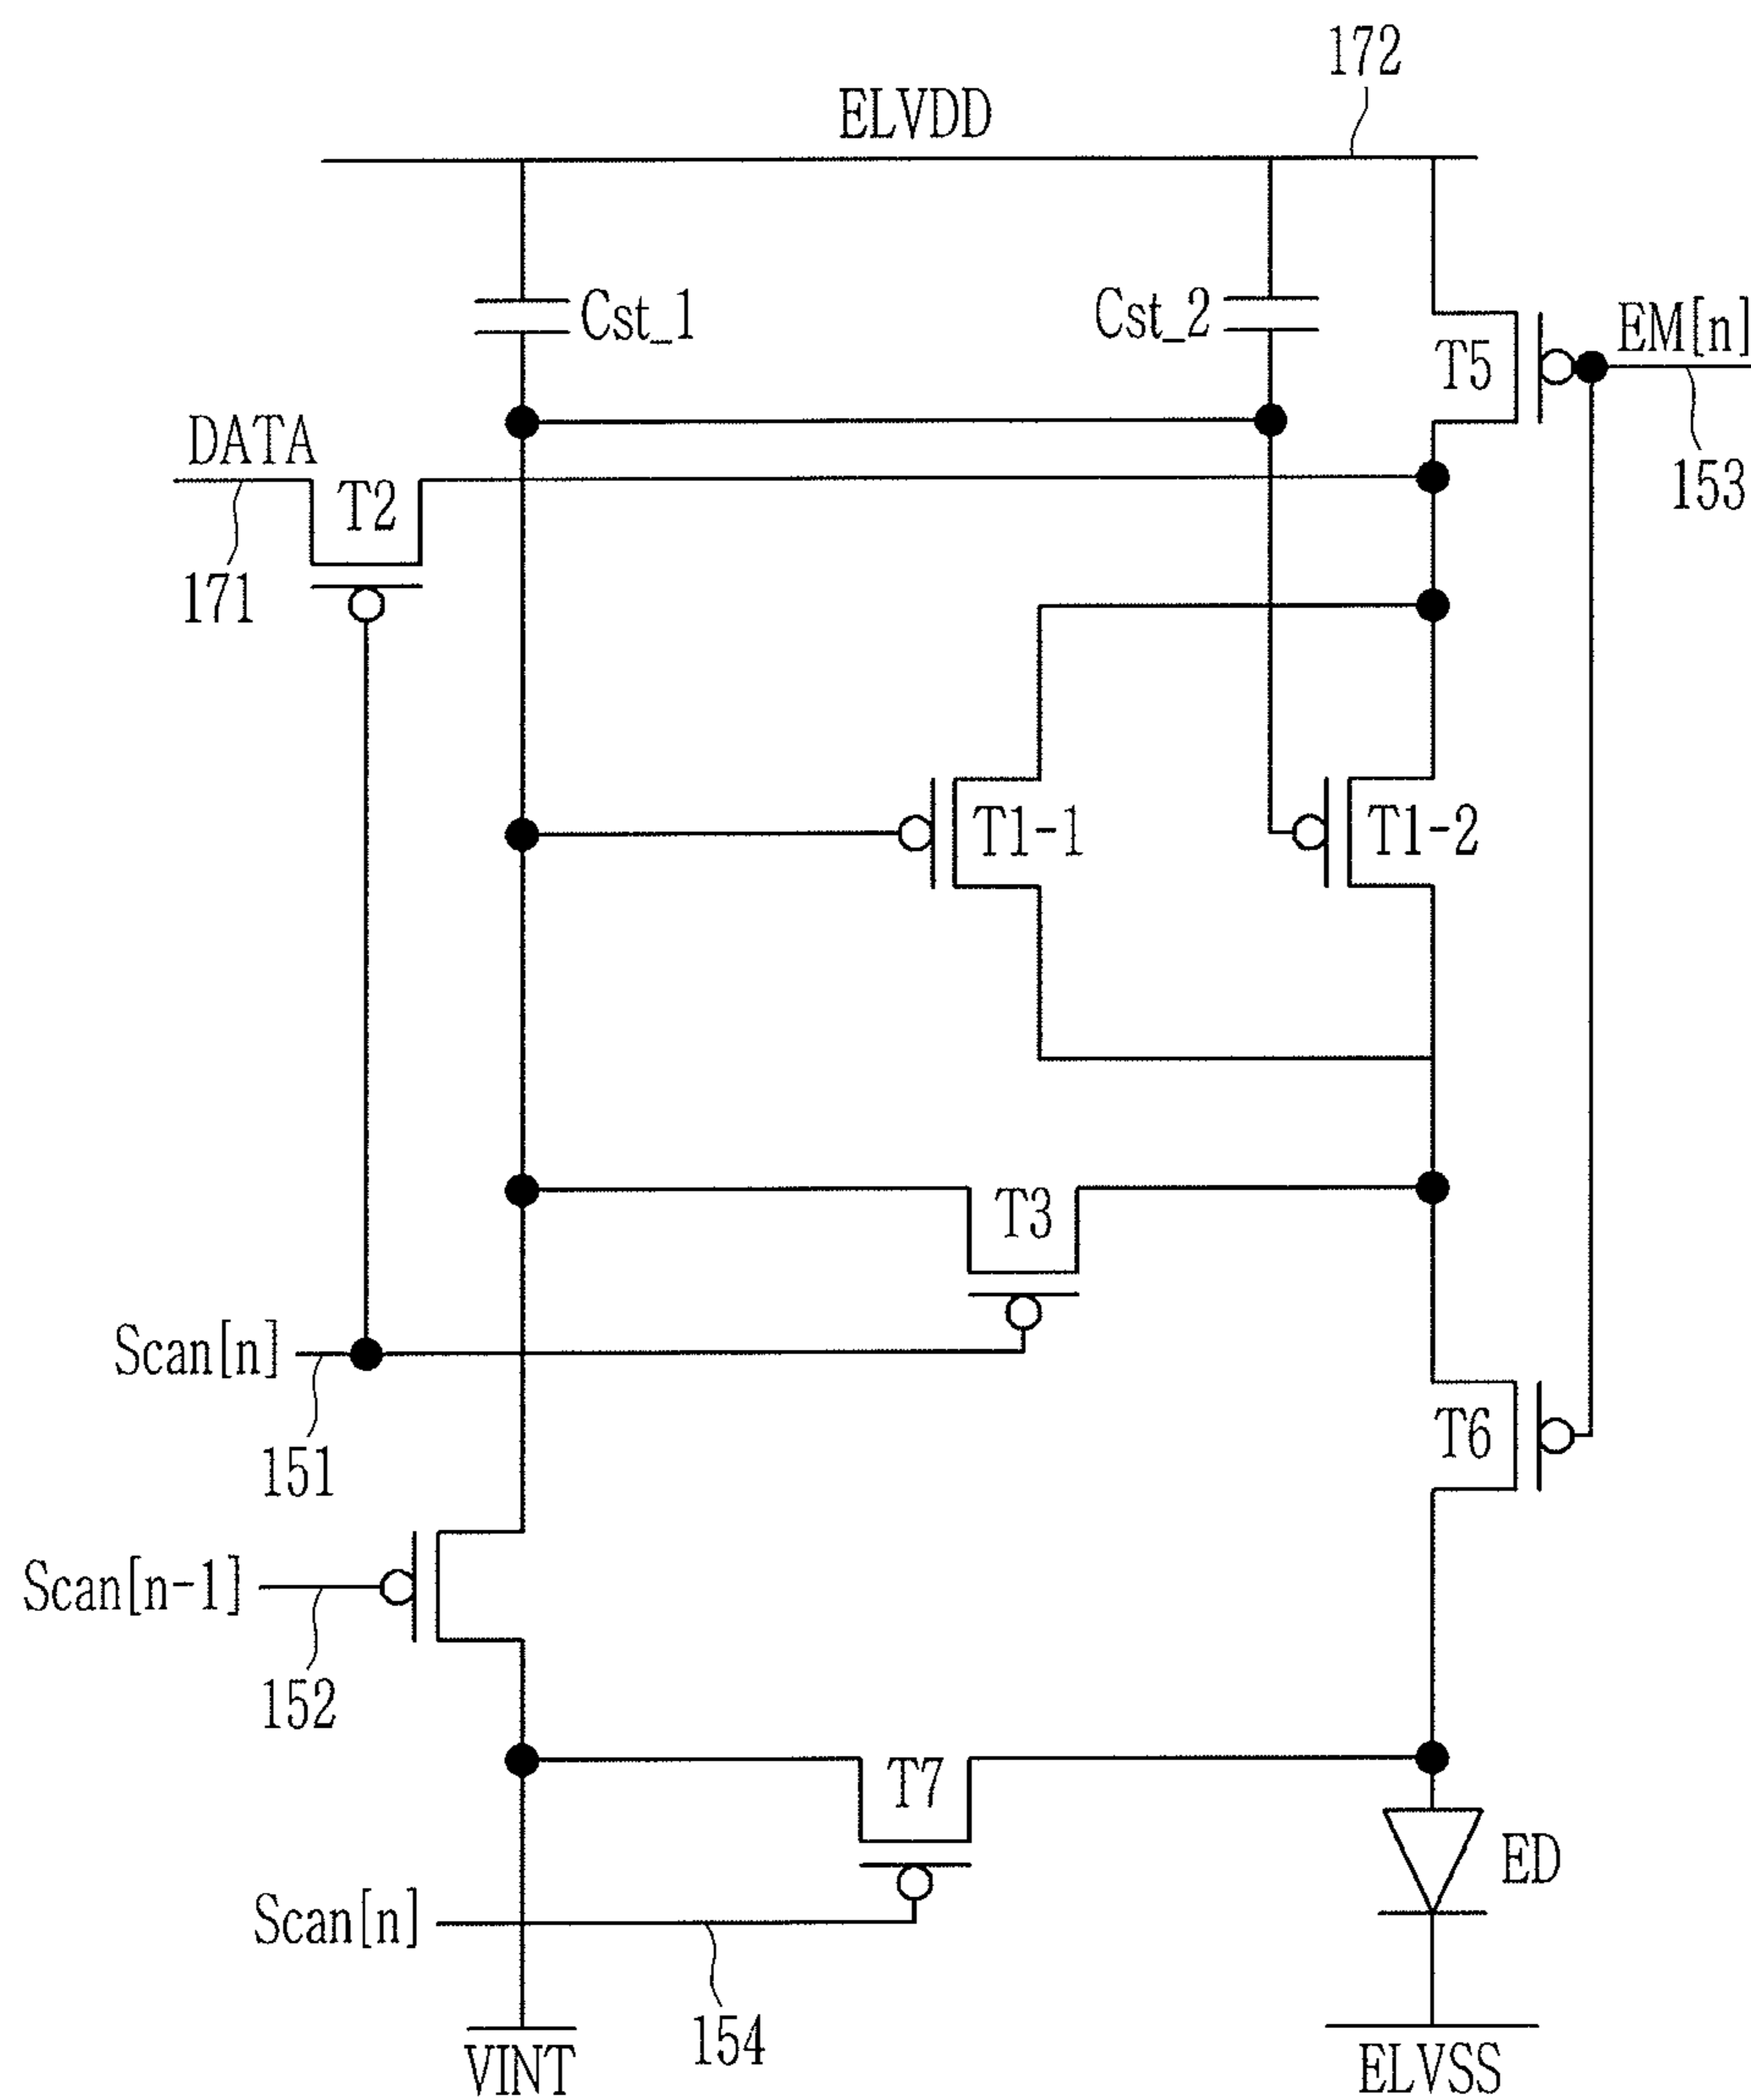 172
ELVDD
Cst_1
Cst_2
T5
EM[n]
DATA
T2
153
171
T1-1
T1-2
T3
Scan[n]
T6
151
Scan[n-1]
152
T7
ED
Scan[n]
154
VINT
ELVSS